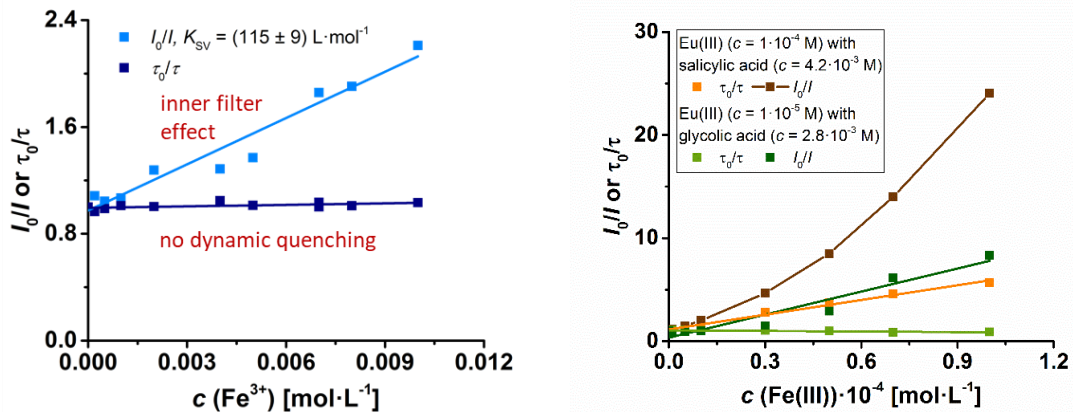 2.4
1.6
0.8
0.0
I₀/I or τ₀/τ
I₀/I, K_SV = (115 ± 9) L·mol⁻¹
τ₀/τ
inner filter
effect
no dynamic quenching
0.000 0.003 0.006 0.009 0.012
c (Fe³⁺) [mol·L⁻¹]
30
20
10
0
I₀/I or τ₀/τ
Eu(III) (c = 1·10⁻⁴ M) with
salicylic acid (c = 4.2·10⁻³ M)
τ₀/τ I₀/I
Eu(III) (c = 1·10⁻⁵ M) with
glycolic acid (c = 2.8·10⁻³ M)
τ₀/τ I₀/I
0.0 0.3 0.6 0.9 1.2
c (Fe(III))·10⁻⁴ [mol·L⁻¹]